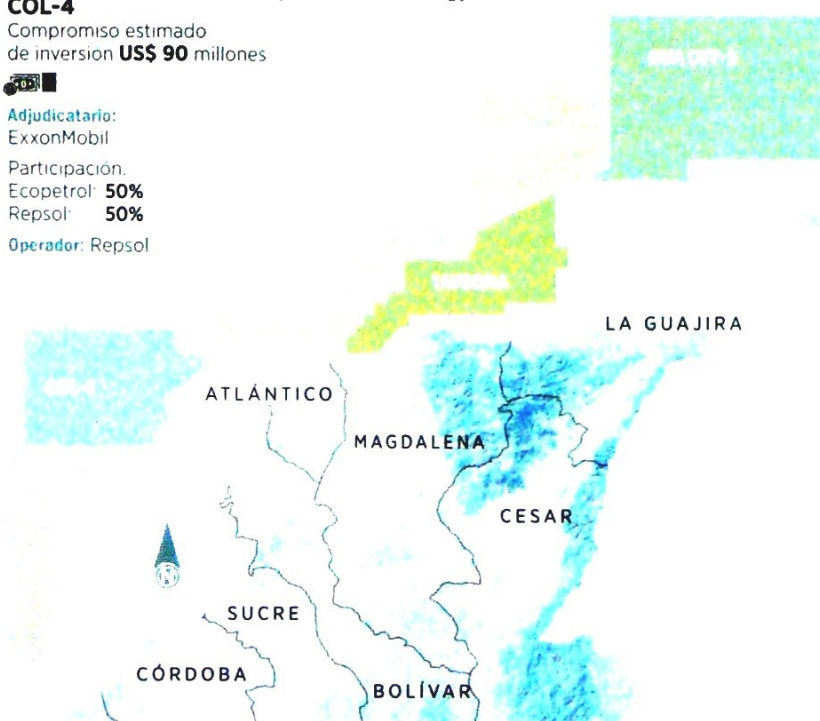 COL-4
Compromiso estimado
de inversión US$ 90 millones
Adjudicatario:
ExxonMobil
Participación.
Ecopetrol: 50%
Repsol: 50%
Operador: Repsol
LA GUAJIRA
ATLÁNTICO
MAGDALENA
CESAR
N
SUCRE
CÓRDOBA
BOLÍVAR